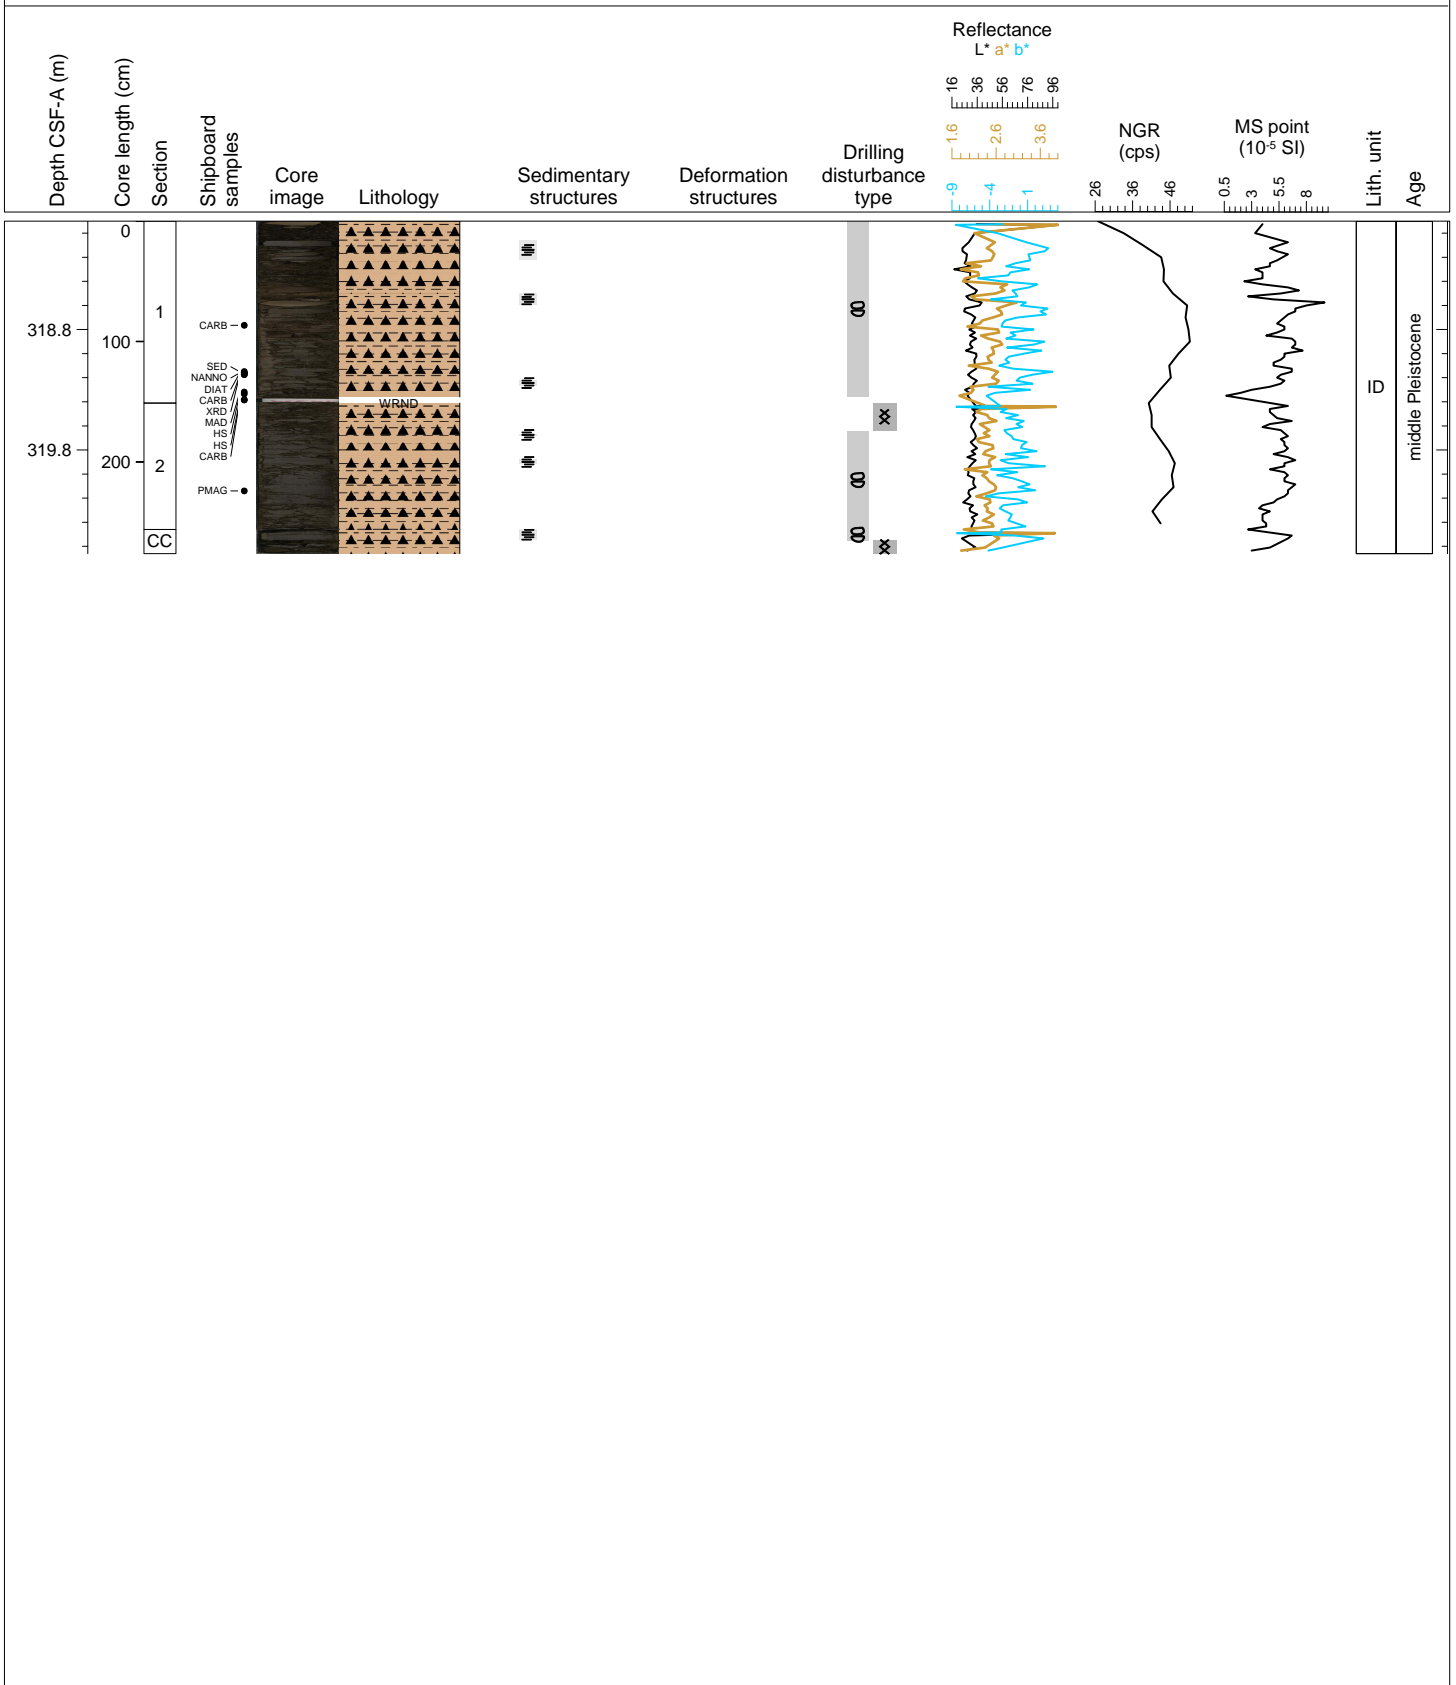 Depth CSF-A (m)
Core length (cm)
Section
Shipboard
samples
Core
image
Lithology
Sedimentary
structures
Deformation
structures
Drilling
disturbance
type
Reflectance
L* a* b*
16 36 56 76 96
1.6 2.6 3.6
-9 -4 1
NGR
(cps)
26 36 46
MS point
(10-5 SI)
0.5 3 5.5 8
Lith. unit
Age
318.8
319.8
0
100
200
1
2
CC
CARB
SED
NANNO
DIAT
CARB
XRD
MAD
HS
HS
CARB
PMAG
WRND
ID
middle Pleistocene